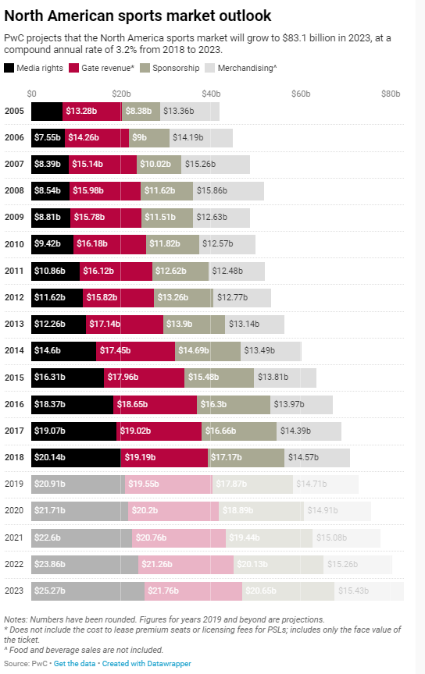 North American sports market outlook
PwC projects that the North America sports market will grow to $83.1 billion in 2023, at a
compound annual rate of 3.2% from 2018 to 2023.
Media rights Gate revenue* Sponsorship Merchandising^
$0 $20b $40b $60b $80b
2005 $13.28b $8.38b $13.36b
2006 $7.55b $14.26b $9b $14.19b
2007 $8.39b $15.14b $10.02b $15.26b
2008 $8.54b $15.98b $11.62b $15.86b
2009 $8.81b $15.78b $11.51b $12.63b
2010 $9.42b $16.18b $11.82b $12.57b
2011 $10.86b $16.12b $12.62b $12.48b
2012 $11.62b $15.82b $13.26b $12.77b
2013 $12.26b $17.14b $13.9b $13.14b
2014 $14.6b $17.45b $14.69b $13.49b
2015 $16.31b $17.96b $15.48b $13.81b
2016 $18.37b $18.65b $16.3b $13.97b
2017 $19.07b $19.02b $16.66b $14.39b
2018 $20.14b $19.19b $17.17b $14.57b
2019 $20.91b $19.55b $17.87b $14.71b
2020 $21.71b $20.2b $18.89b $14.91b
2021 $22.6b $20.76b $19.44b $15.08b
2022 $23.86b $21.26b $20.13b $15.26b
2023 $25.27b $21.76b $20.65b $15.43b
Notes: Numbers have been rounded. Figures for years 2019 and beyond are projections.
* Does not include the cost to lease premium seats or licensing fees for PSLs; includes only the face value of
the ticket.
^ Food and beverage sales are not included.
Source: PwC • Get the data • Created with Datawrapper